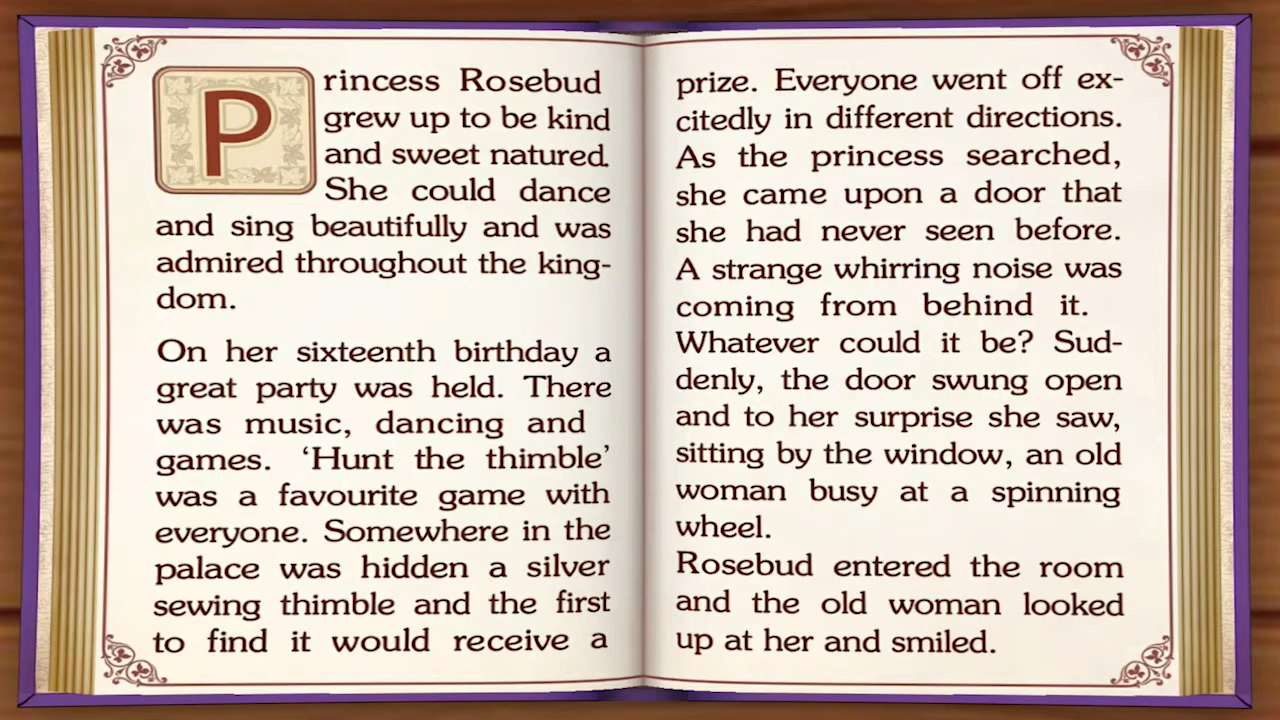 Princess Rosebud
grew up to be kind
and sweet natured.
She could dance
and sing beautifully and was
admired throughout the king-
dom.
On her sixteenth birthday a
great party was held. There
was music, dancing and
games. ‘Hunt the thimble’
was a favourite game with
everyone. Somewhere in the
palace was hidden a silver
sewing thimble and the first
to find it would receive a
prize. Everyone went off ex-
citedly in different directions.
As the princess searched,
she came upon a door that
she had never seen before.
A strange whirring noise was
coming from behind it.
Whatever could it be? Sud-
denly, the door swung open
and to her surprise she saw,
sitting by the window, an old
woman busy at a spinning
wheel.
Rosebud entered the room
and the old woman looked
up at her and smiled.